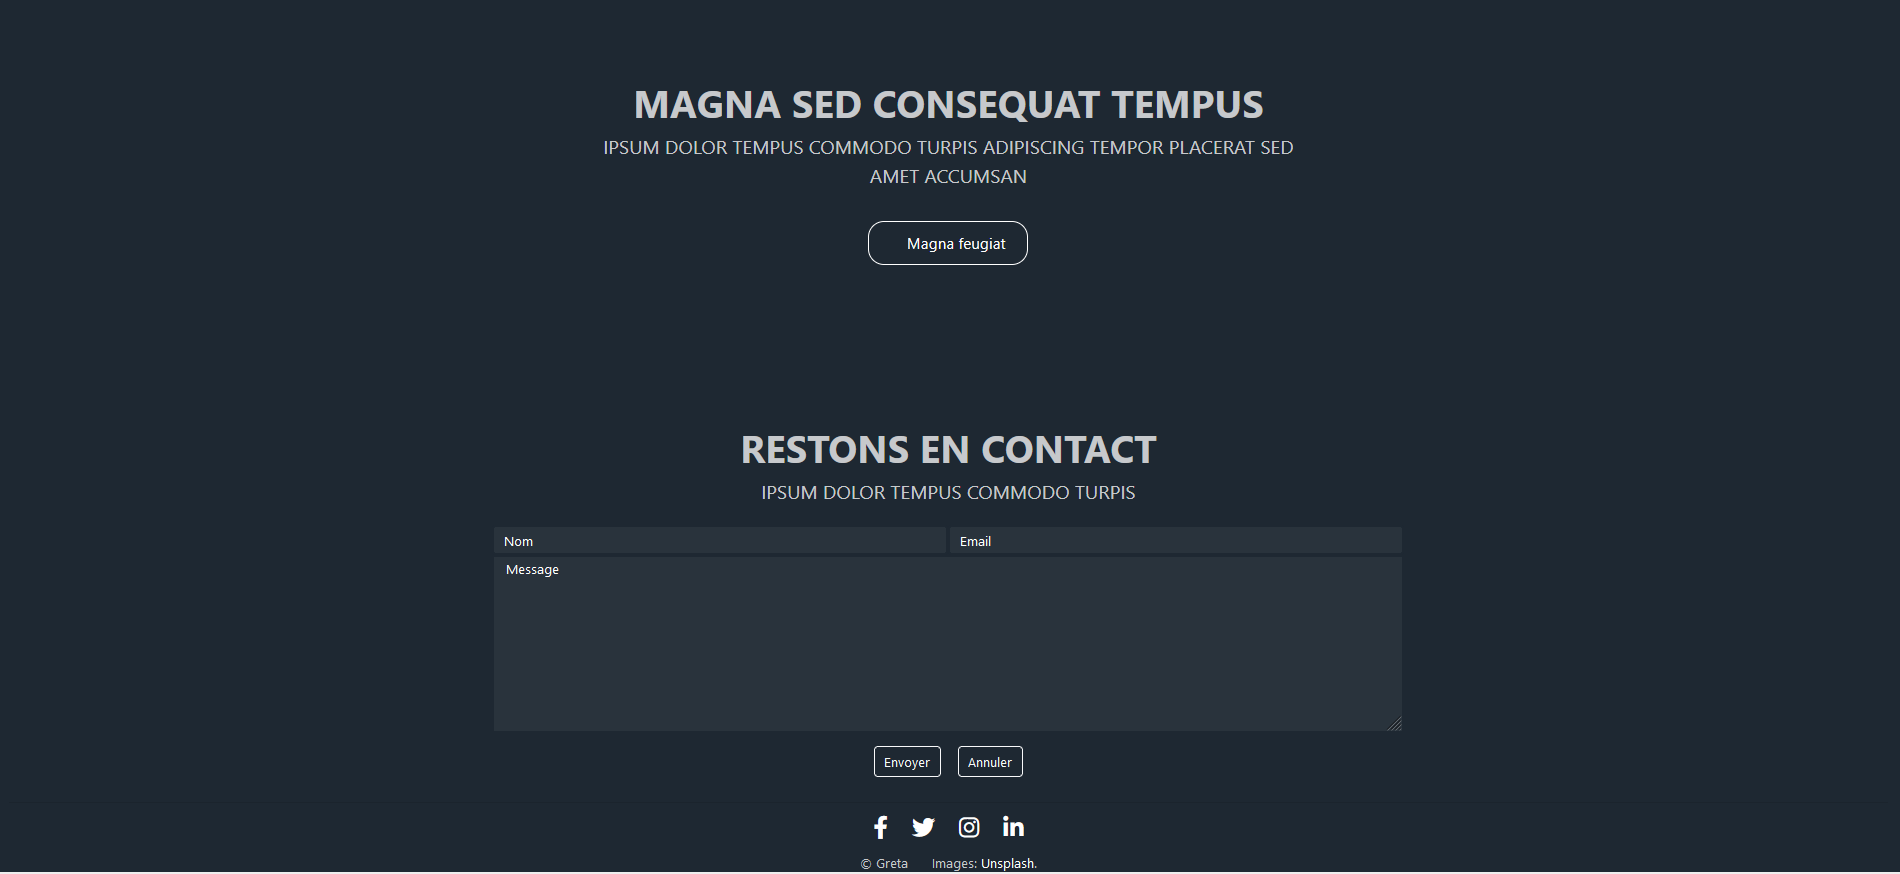 MAGNA SED CONSEQUAT TEMPUS
IPSUM DOLOR TEMPUS COMMODO TURPIS ADIPISCING TEMPOR PLACERAT SED
AMET ACCUMSAN
Magna feugiat
RESTONS EN CONTACT
IPSUM DOLOR TEMPUS COMMODO TURPIS
Nom
Email
Message
Envoyer
Annuler
© Greta Images: Unsplash.